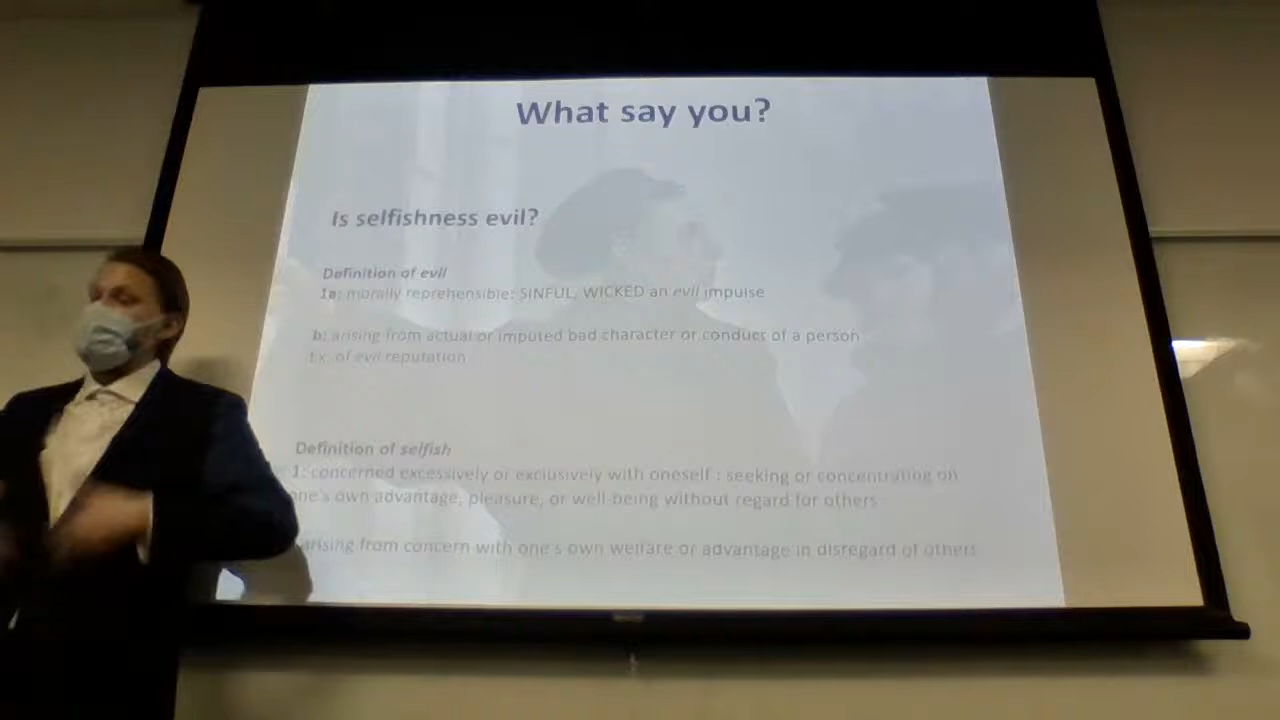 What say you?
Is selfishness evil?
Definition of evil
1a: morally reprehensible: SINFUL, WICKED an evil impulse
b: arising from actual or imputed bad character or conduct of a person
Ex. of evil reputation
Definition of selfish
1: concerned excessively or exclusively with oneself : seeking or concentrating on
one's own advantage, pleasure, or well-being without regard for others
arising from concern with one's own welfare or advantage in disregard of others